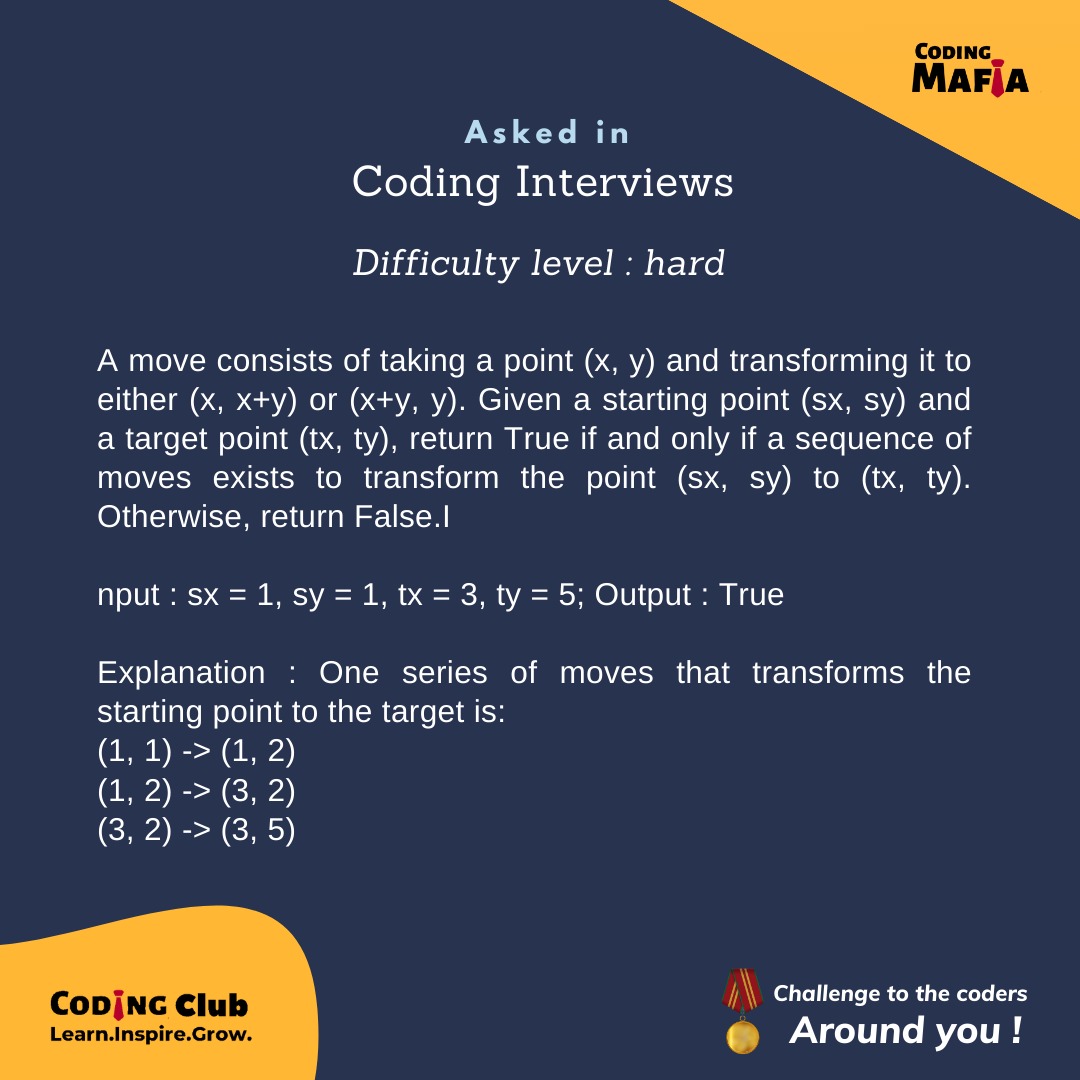 CODING
MAFIA
Asked in
Coding Interviews
Difficulty level : hard
A move consists of taking a point (x, y) and transforming it to
either (x, x+y) or (x+y, y). Given a starting point (sx, sy) and
a target point (tx, ty), return True if and only if a sequence of
moves exists to transform the point (sx, sy) to (tx, ty).
Otherwise, return False.I
nput : sx = 1, sy = 1, tx = 3, ty = 5; Output : True
Explanation : One series of moves that transforms the
starting point to the target is:
(1, 1) -> (1, 2)
(1, 2) -> (3, 2)
(3, 2) -> (3, 5)
CODING Club
Learn.Inspire.Grow.
Challenge to the coders
Around you !